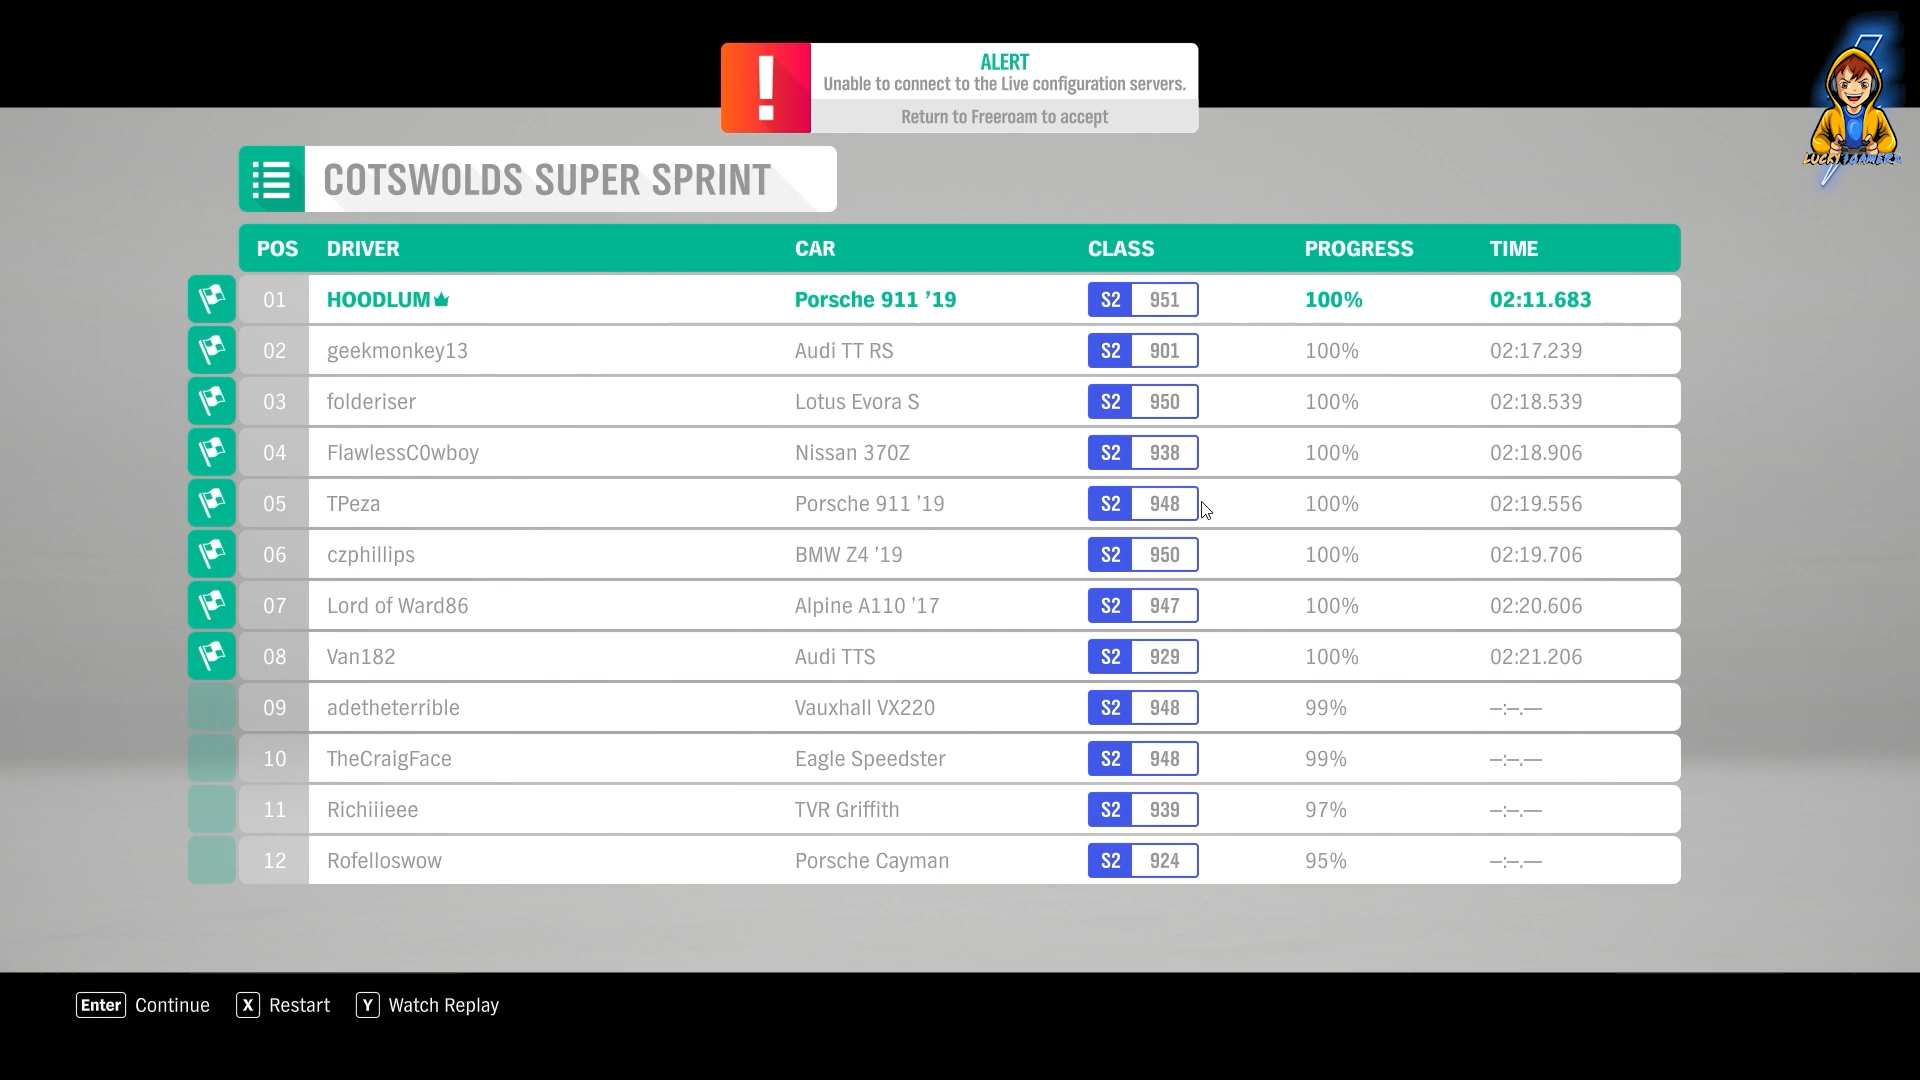 ALERT
Unable to connect to the Live configuration servers.
Return to Freeroam to accept
LUCKY 1GAMERZ
COTSWOLDS SUPER SPRINT
POS DRIVER CAR CLASS PROGRESS TIME
01 HOODLUM Porsche 911 ’19 S2 951 100% 02:11.683
02 geekmonkey13 Audi TT RS S2 901 100% 02:17.239
03 folderiser Lotus Evora S S2 950 100% 02:18.539
04 FlawlessC0wboy Nissan 370Z S2 938 100% 02:18.906
05 TPeza Porsche 911 ’19 S2 948 100% 02:19.556
06 czphillips BMW Z4 ’19 S2 950 100% 02:19.706
07 Lord of Ward86 Alpine A110 ’17 S2 947 100% 02:20.606
08 Van182 Audi TTS S2 929 100% 02:21.206
09 adetheterrible Vauxhall VX220 S2 948 99% –:–.—
10 TheCraigFace Eagle Speedster S2 948 99% –:–.—
11 Richiiieee TVR Griffith S2 939 97% –:–.—
12 Rofelloswow Porsche Cayman S2 924 95% –:–.—
Enter Continue X Restart Y Watch Replay